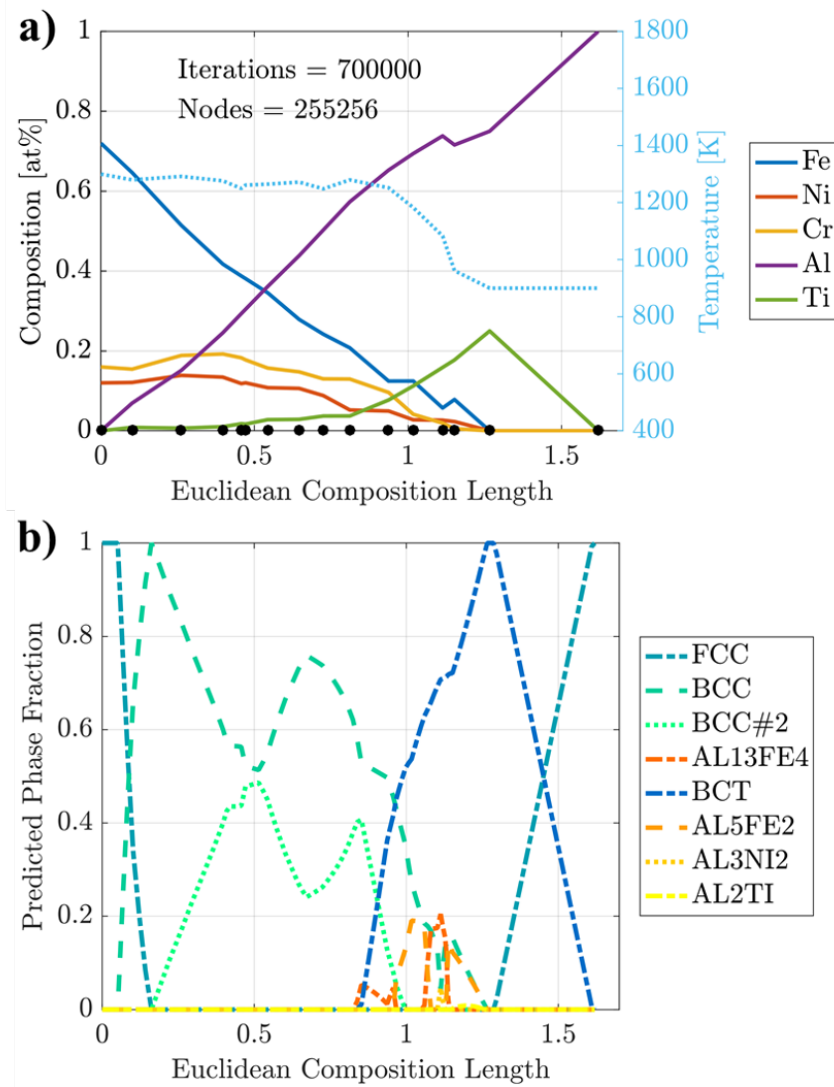 a)
Iterations = 700000
Nodes = 255256
Composition [at%]
1
0.8
0.6
0.4
0.2
0
0
0.5
1
1.5
Euclidean Composition Length
1800
1600
1400
1200
1000
800
600
400
Temperature [K]
Fe
Ni
Cr
Al
Ti
b)
Predicted Phase Fraction
1
0.8
0.6
0.4
0.2
0
0
0.5
1
1.5
Euclidean Composition Length
FCC
BCC
BCC#2
AL13FE4
BCT
AL5FE2
AL3NI2
AL2TI